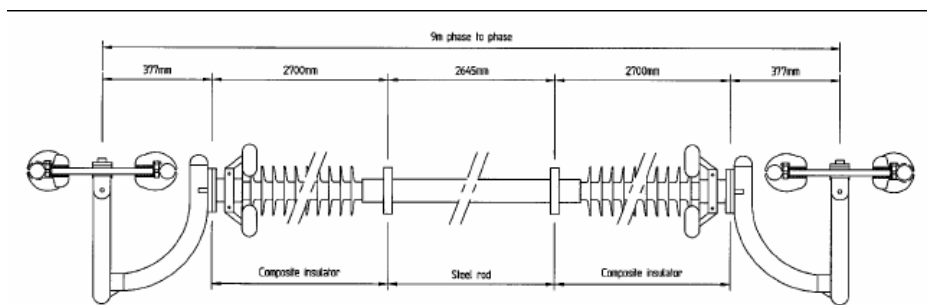 9m phase to phase
377mm 2700mm 2645mm 2700mm 377mm
Composite insulator Steel rod Composite insulator